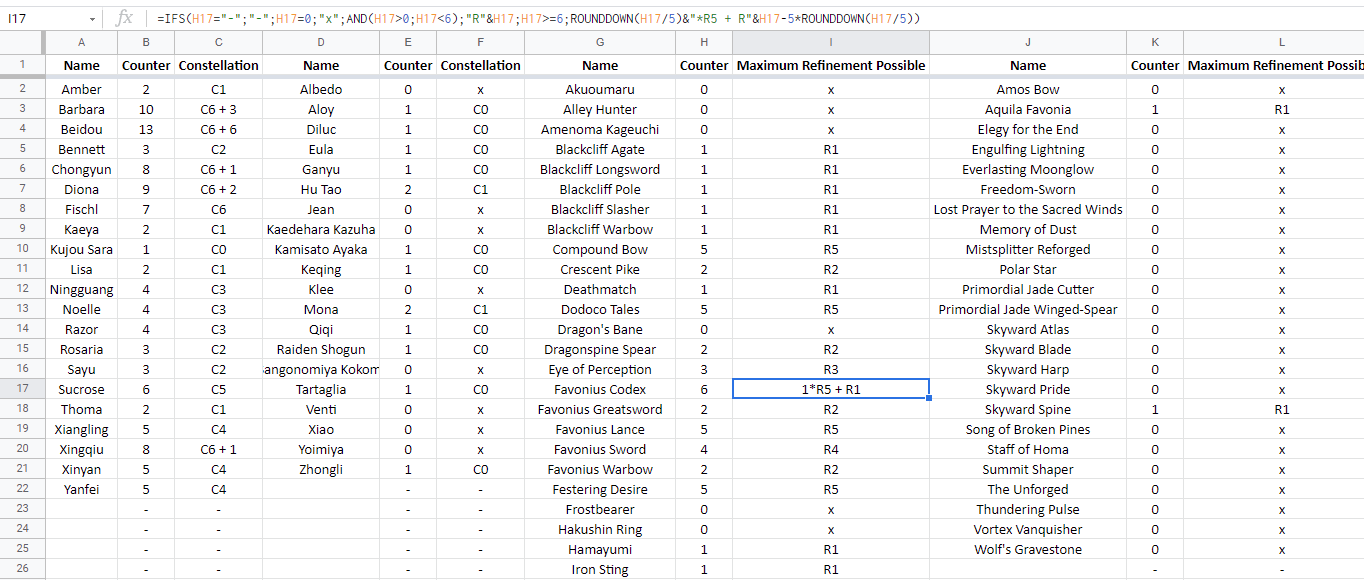 I17 fx =IFS(H17="-";"-";H17=0;"x";AND(H17>0;H17<6);"R"&H17;H17>=6;ROUNDDOWN(H17/5)&"*R5 + R"&H17-5*ROUNDDOWN(H17/5))
A B C D E F G H I J K L
1 Name Counter Constellation Name Counter Constellation Name Counter Maximum Refinement Possible Name Counter Maximum Refinement Possib
2 Amber 2 C1 Albedo 0 x Akuoumaru 0 x Amos Bow 0 x
3 Barbara 10 C6 + 3 Aloy 1 C0 Alley Hunter 0 x Aquila Favonia 1 R1
4 Beidou 13 C6 + 6 Diluc 1 C0 Amenoma Kageuchi 0 x Elegy for the End 0 x
5 Bennett 3 C2 Eula 1 C0 Blackcliff Agate 1 R1 Engulfing Lightning 0 x
6 Chongyun 8 C6 + 1 Ganyu 1 C0 Blackcliff Longsword 1 R1 Everlasting Moonglow 0 x
7 Diona 9 C6 + 2 Hu Tao 2 C1 Blackcliff Pole 1 R1 Freedom-Sworn 0 x
8 Fischl 7 C6 Jean 0 x Blackcliff Slasher 1 R1 Lost Prayer to the Sacred Winds 0 x
9 Kaeya 2 C1 Kaedehara Kazuha 0 x Blackcliff Warbow 1 R1 Memory of Dust 0 x
10 Kujou Sara 1 C0 Kamisato Ayaka 1 C0 Compound Bow 5 R5 Mistsplitter Reforged 0 x
11 Lisa 2 C1 Keqing 1 C0 Crescent Pike 2 R2 Polar Star 0 x
12 Ningguang 4 C3 Klee 0 x Deathmatch 1 R1 Primordial Jade Cutter 0 x
13 Noelle 4 C3 Mona 2 C1 Dodoco Tales 5 R5 Primordial Jade Winged-Spear 0 x
14 Razor 4 C3 Qiqi 1 C0 Dragon's Bane 0 x Skyward Atlas 0 x
15 Rosaria 3 C2 Raiden Shogun 1 C0 Dragonspine Spear 2 R2 Skyward Blade 0 x
16 Sayu 3 C2 angonomiya Kokom 0 x Eye of Perception 3 R3 Skyward Harp 0 x
17 Sucrose 6 C5 Tartaglia 1 C0 Favonius Codex 6 1*R5 + R1 Skyward Pride 0 x
18 Thoma 2 C1 Venti 0 x Favonius Greatsword 2 R2 Skyward Spine 1 R1
19 Xiangling 5 C4 Xiao 0 x Favonius Lance 5 R5 Song of Broken Pines 0 x
20 Xingqiu 8 C6 + 1 Yoimiya 0 x Favonius Sword 4 R4 Staff of Homa 0 x
21 Xinyan 5 C4 Zhongli 1 C0 Favonius Warbow 2 R2 Summit Shaper 0 x
22 Yanfei 5 C4 - - Festering Desire 5 R5 The Unforged 0 x
23 - - - - Frostbearer 0 x Thundering Pulse 0 x
24 - - - - Hakushin Ring 0 x Vortex Vanquisher 0 x
25 - - - - Hamayumi 1 R1 Wolf's Gravestone 0 x
26 - - - - Iron Sting 1 R1 - -